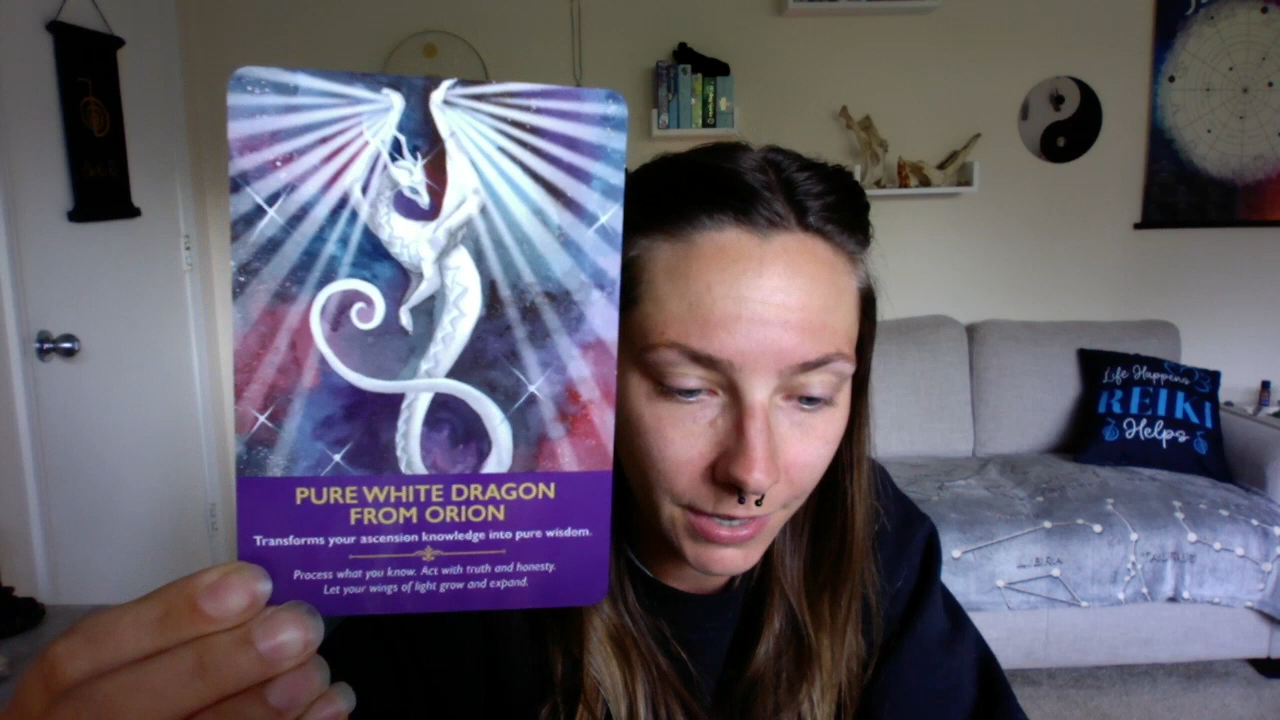 PURE WHITE DRAGON
FROM ORION
Transforms your ascension knowledge into pure wisdom.
Process what you know. Act with truth and honesty.
Let your wings of light grow and expand.
Life Happens
REIKI
Helps
LIBRA
TAURUS